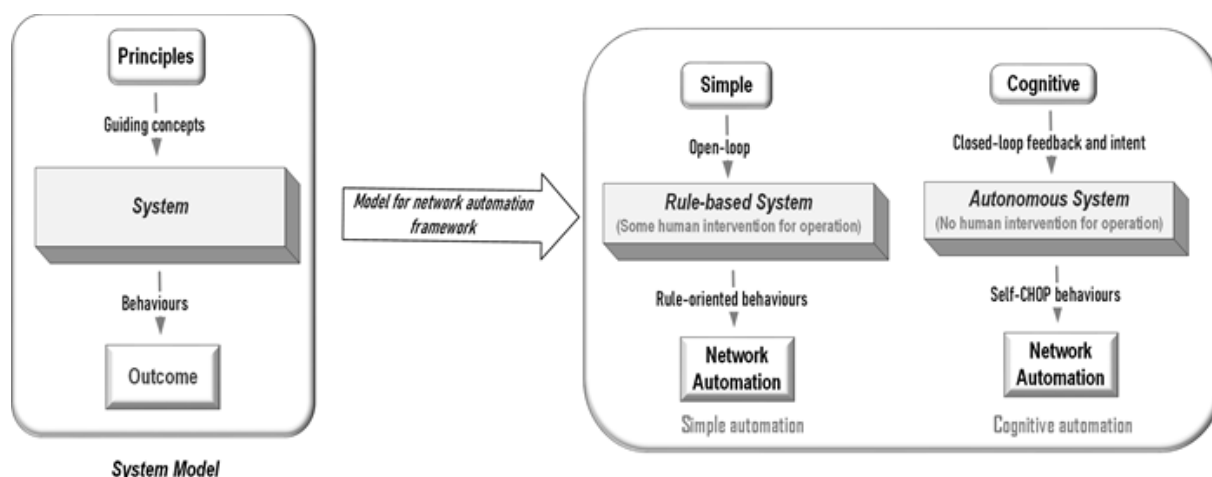 Principles
Guiding concepts
System
Behaviours
Outcome
System Model
Model for network automation
framework
Simple
Open-loop
Rule-based System
(Some human intervention for operation)
Rule-oriented behaviours
Network
Automation
Simple automation
Cognitive
Closed-loop feedback and intent
Autonomous System
(No human intervention for operation)
Self-CHOP behaviours
Network
Automation
Cognitive automation